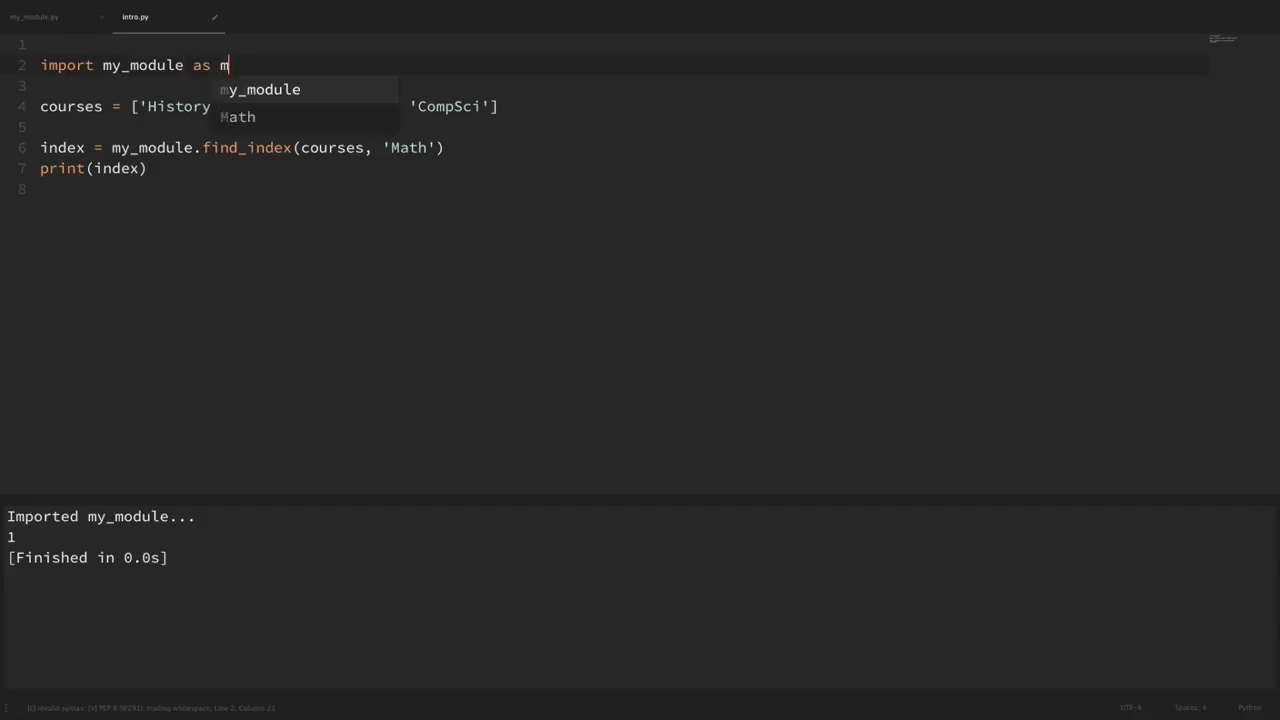 my_module.py × intro.py
1
2 import my_module as m
my_module
3
Math
4 courses = ['History 'CompSci']
5
6 index = my_module.find_index(courses, 'Math')
7 print(index)
8
Imported my_module...
1
[Finished in 0.0s]
[E] invalid syntax; [V] PEP 8 (W291) trailing whitespace, Line 2, Column 22
UTF-8 Spaces: 4 Python